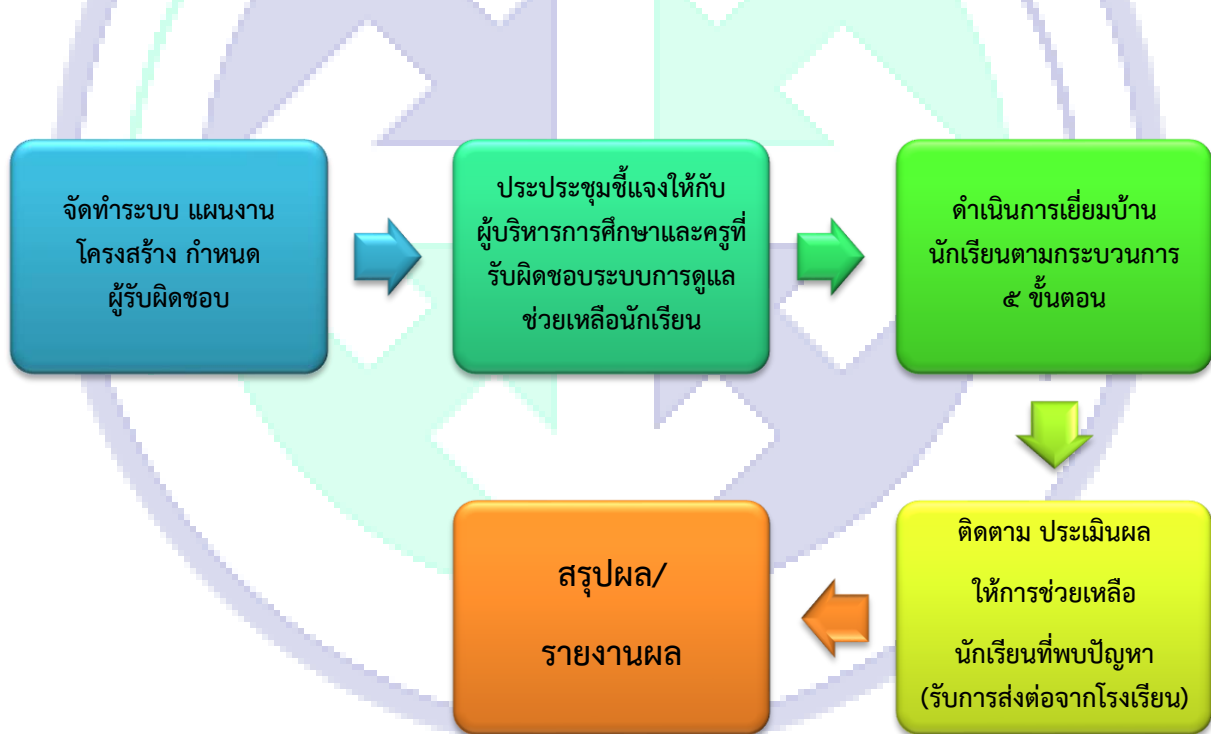 จัดทำระบบ แผนงาน
โครงสร้าง กำหนด
ผู้รับผิดชอบ
ประประชุมชี้แจงให้กับ
ผู้บริหารการศึกษาและครูที่
รับผิดชอบระบบการดูแล
ช่วยเหลือนักเรียน
ดำเนินการเยี่ยมบ้าน
นักเรียนตามกระบวนการ
๕ ขั้นตอน
ติดตาม ประเมินผล
ให้การช่วยเหลือ
นักเรียนที่พบปัญหา
(รับการส่งต่อจากโรงเรียน)
สรุปผล/
รายงานผล